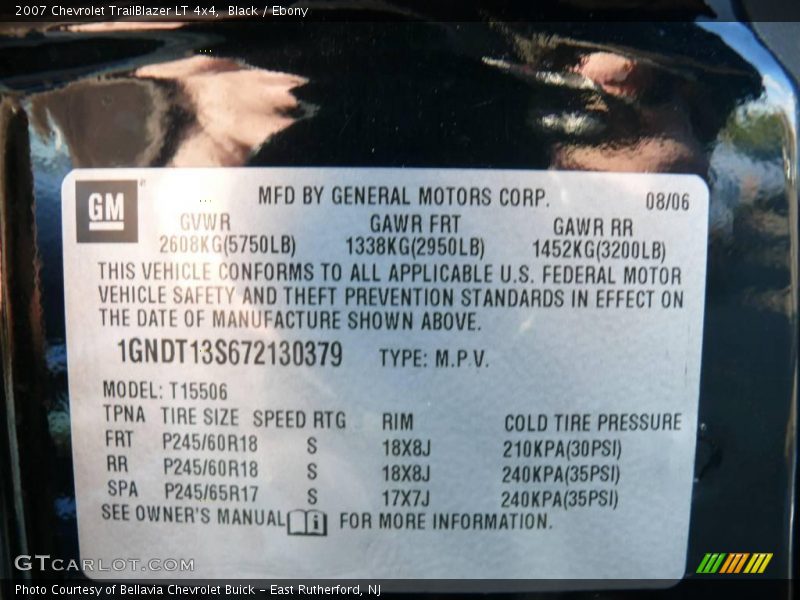 2007 Chevrolet TrailBlazer LT 4x4, Black / Ebony
GM
MFD BY GENERAL MOTORS CORP. 08/06
GVWR GAWR FRT GAWR RR
2608KG(5750LB) 1338KG(2950LB) 1452KG(3200LB)
THIS VEHICLE CONFORMS TO ALL APPLICABLE U.S. FEDERAL MOTOR
VEHICLE SAFETY AND THEFT PREVENTION STANDARDS IN EFFECT ON
THE DATE OF MANUFACTURE SHOWN ABOVE.
1GNDT13S672130379 TYPE: M.P.V.
MODEL: T15506
TPNA TIRE SIZE SPEED RTG RIM COLD TIRE PRESSURE
FRT P245/60R18 S 18X8J 210KPA(30PSI)
RR P245/60R18 S 18X8J 240KPA(35PSI)
SPA P245/65R17 S 17X7J 240KPA(35PSI)
SEE OWNER'S MANUAL i FOR MORE INFORMATION.
GTCARLOT.COM
Photo Courtesy of Bellavia Chevrolet Buick - East Rutherford, NJ